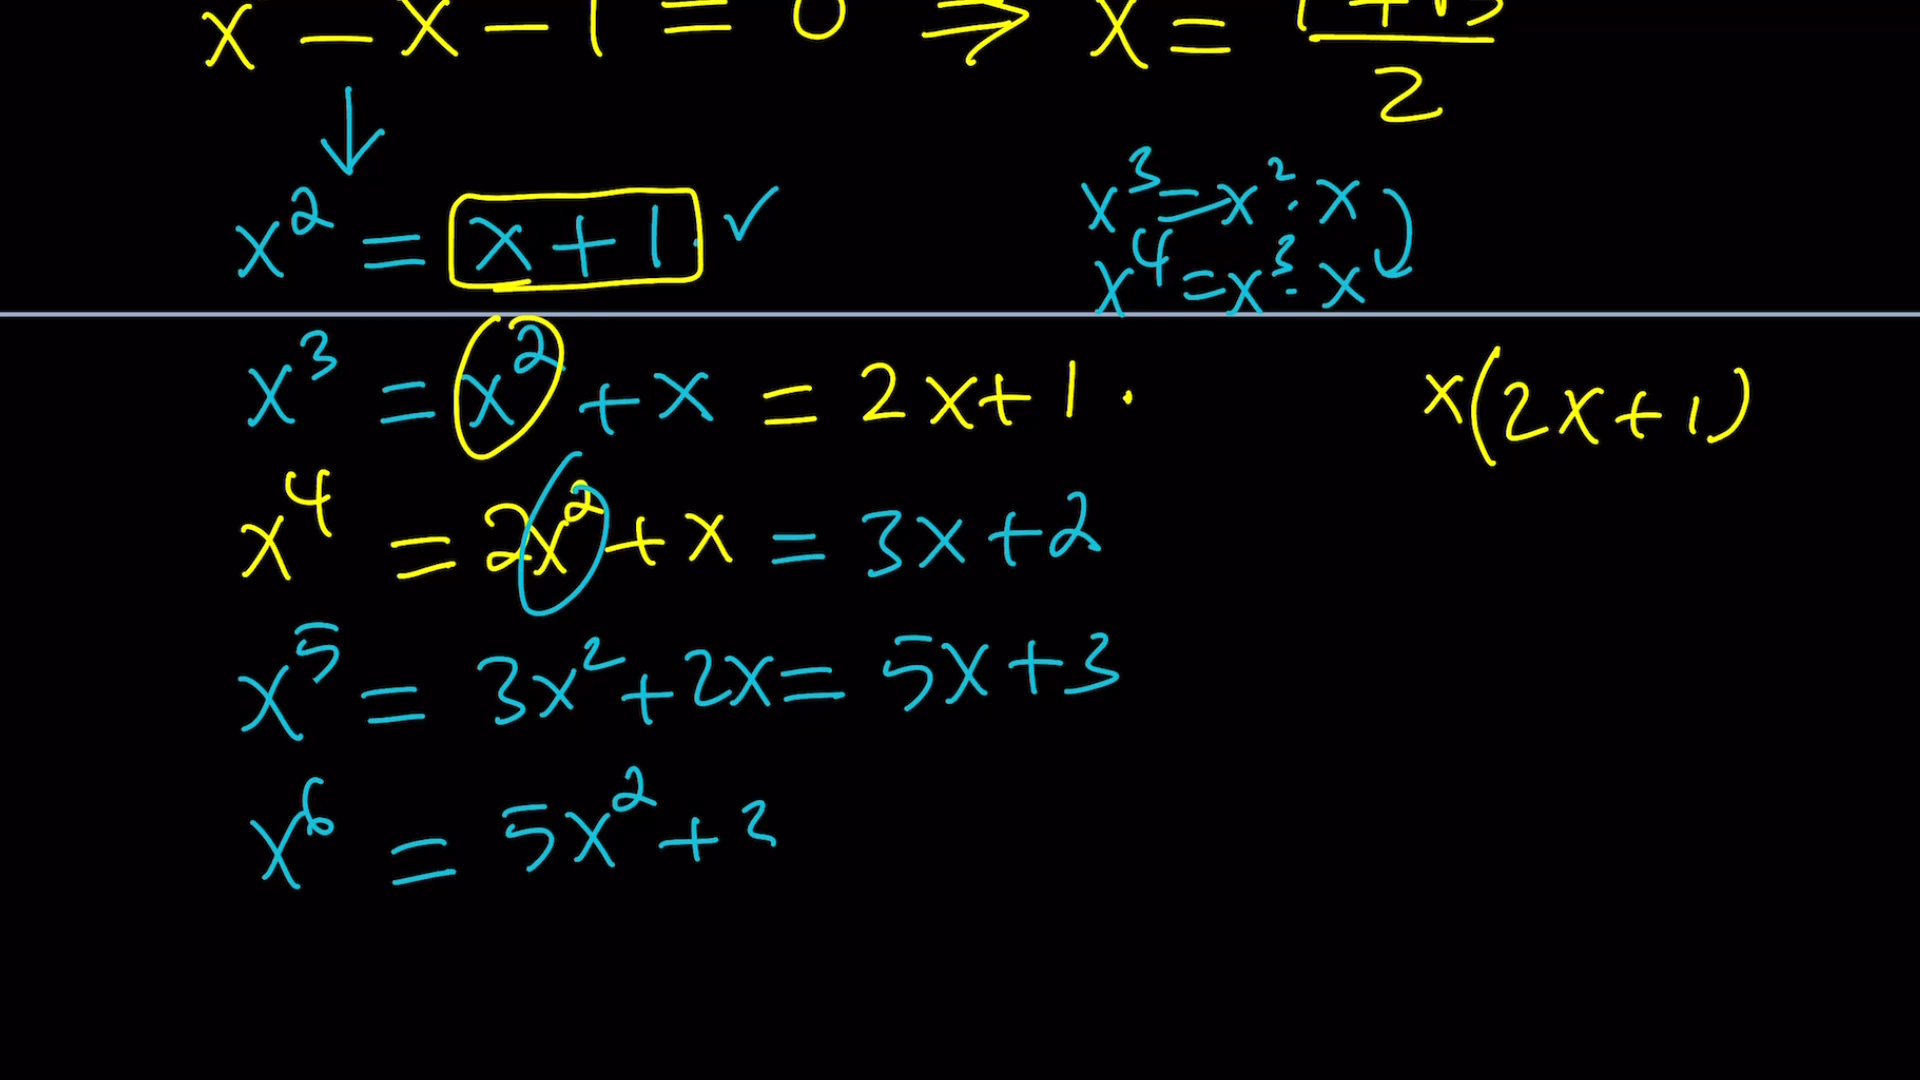 x² - x - 1 = 0 ⇒ x = (1+√5)/2
↓
x² = x+1 ✓
x³ = x² · x
x⁴ = x³ · x
x³ = x² + x = 2x+1 .
x(2x+1)
x⁴ = 2x² + x = 3x+2
x⁵ = 3x² + 2x = 5x+3
x⁶ = 5x² +